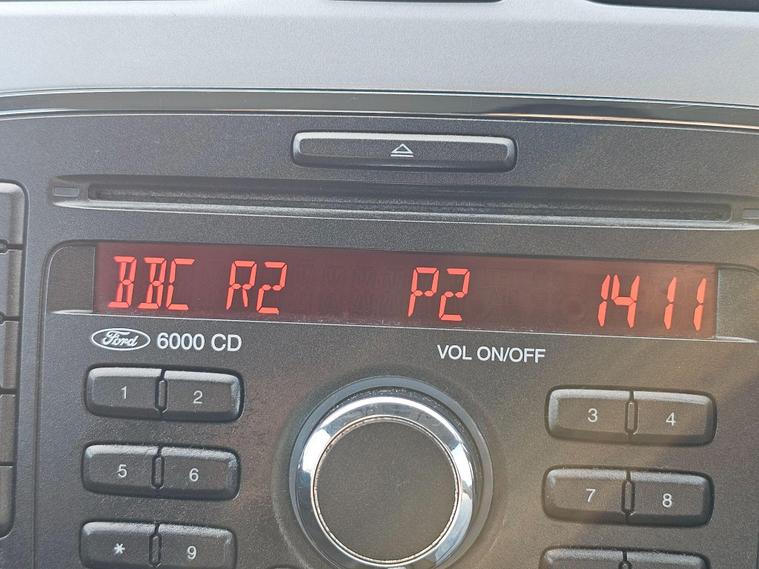 BBC R2 P2 1411
Ford 6000 CD VOL ON/OFF
1 2 3 4
5 6 7 8
* 9